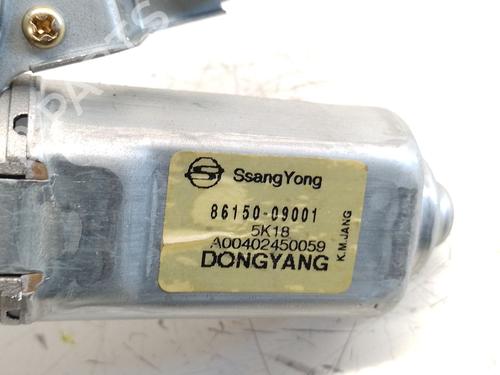 SsangYong
86150-09001
5K18
A00402450059
DONGYANG
K.M.JANG